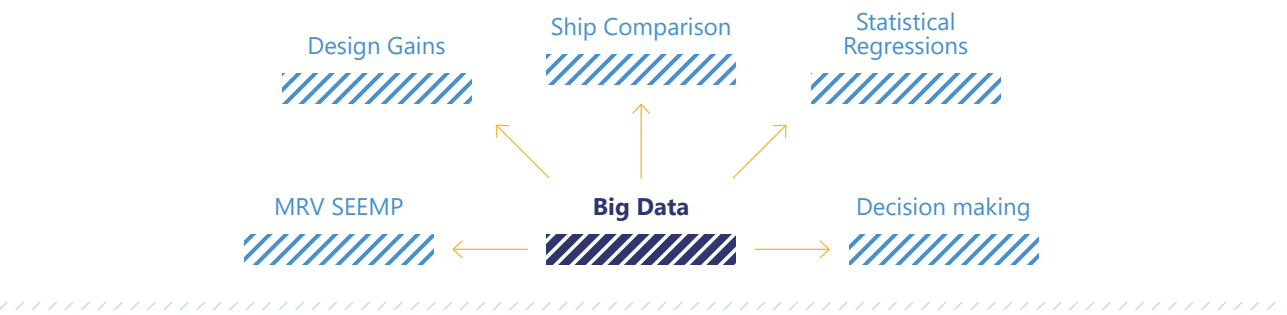 Design Gains
Ship Comparison
Statistical
Regressions
MRV SEEMP
Big Data
Decision making